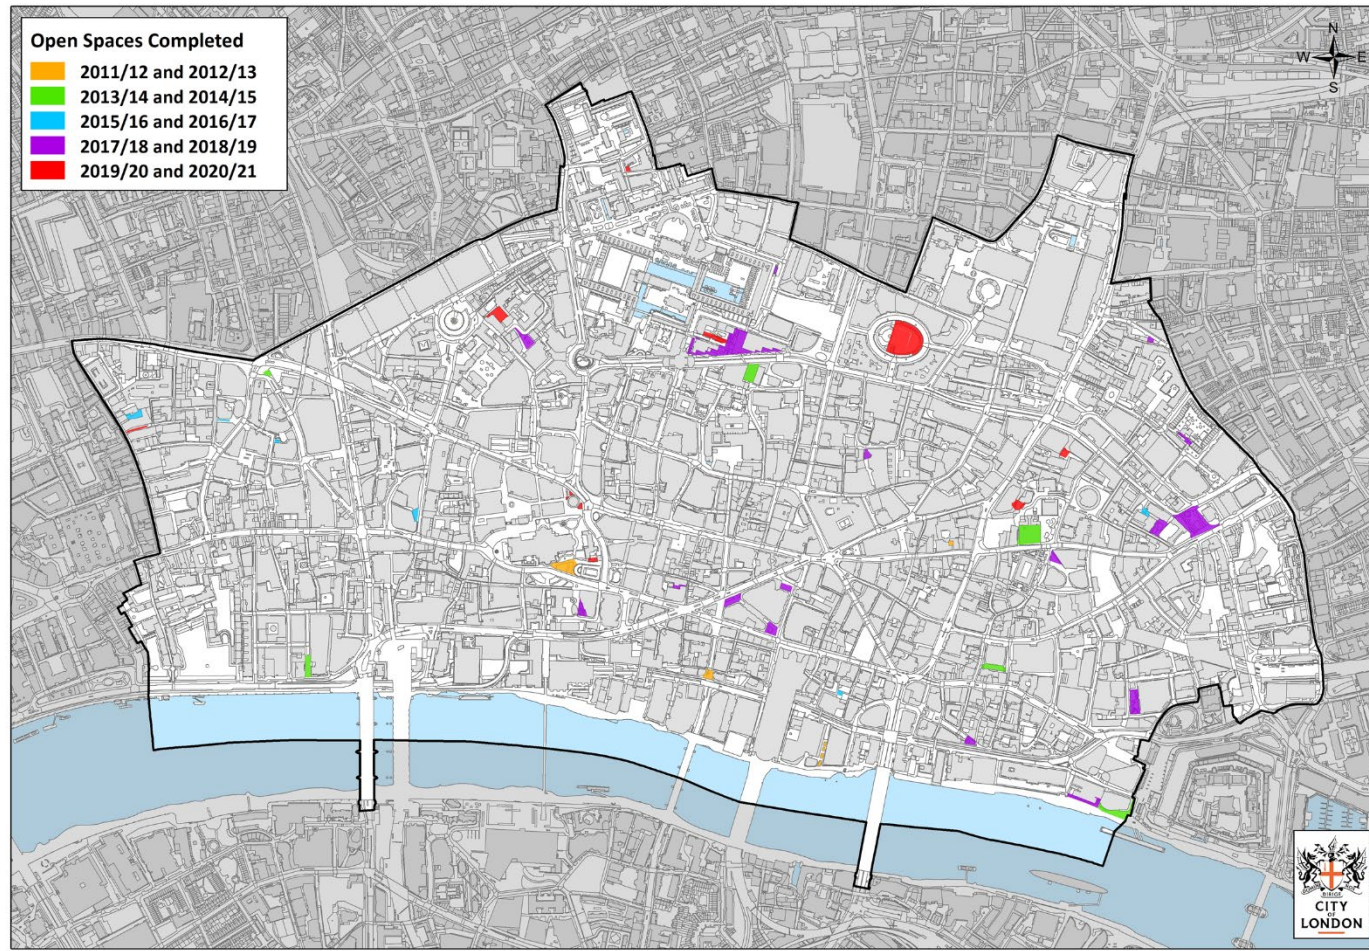 Open Spaces Completed
2011/12 and 2012/13
2013/14 and 2014/15
2015/16 and 2016/17
2017/18 and 2018/19
2019/20 and 2020/21
N
W E
S
DIRIGE
CITY
OF
LONDON